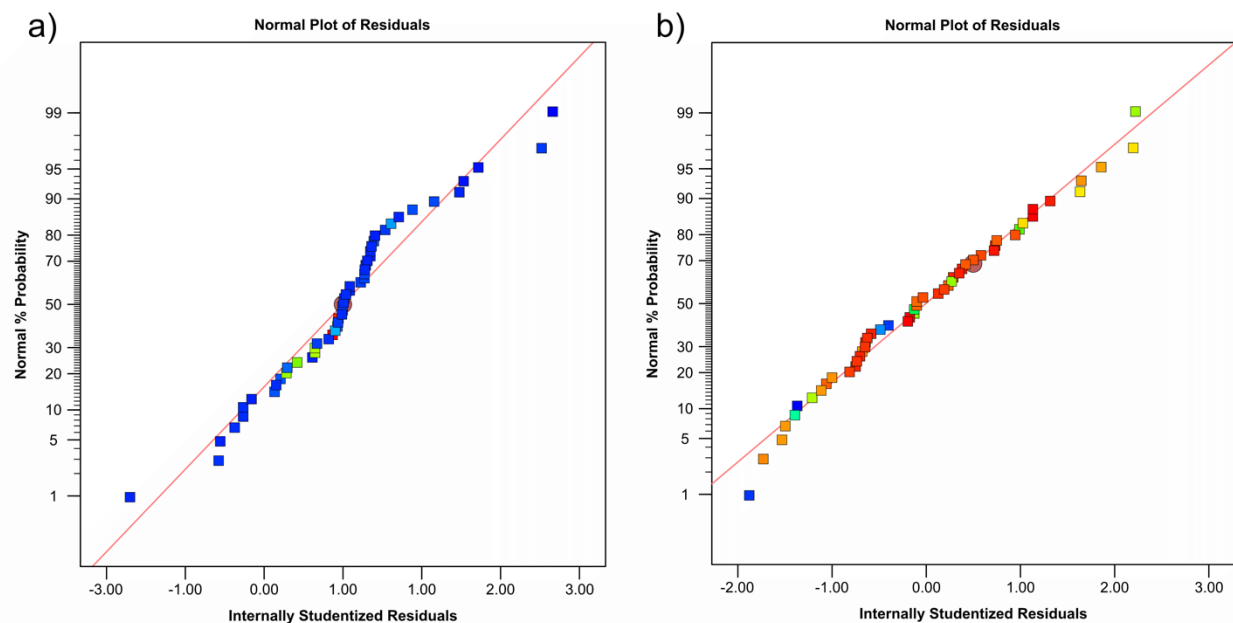 a)
Normal Plot of Residuals
Normal % Probability
99
95
90
80
70
50
30
20
10
5
1
-3.00 -1.00 0.00 1.00 1.00 2.00 3.00
Internally Studentized Residuals
b)
Normal Plot of Residuals
Normal % Probability
99
95
90
80
70
50
30
20
10
5
1
-2.00 -1.00 0.00 1.00 2.00 3.00
Internally Studentized Residuals